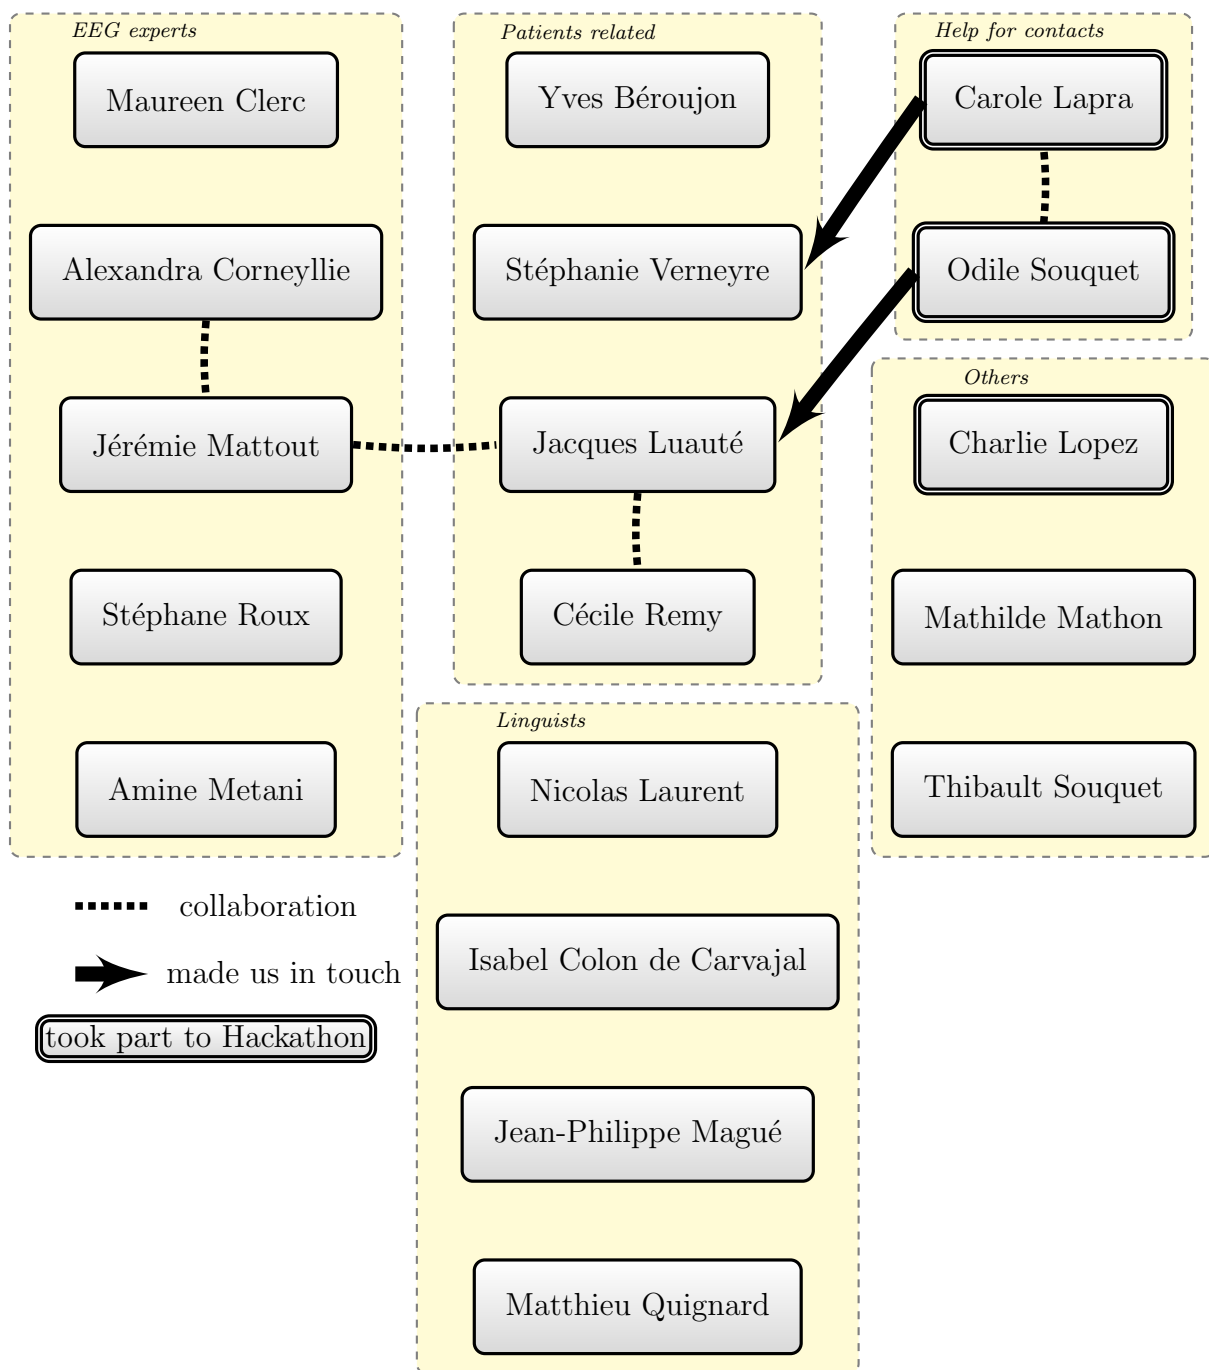 EEG experts
Maureen Clerc
Alexandra Corneyllie
Jérémie Mattout
Stéphane Roux
Amine Metani
Patients related
Yves Béroujon
Stéphanie Verneyre
Jacques Luauté
Cécile Remy
Help for contacts
Carole Lapra
Odile Souquet
Others
Charlie Lopez
Mathilde Mathon
Thibault Souquet
Linguists
Nicolas Laurent
Isabel Colon de Carvajal
Jean-Philippe Magué
Matthieu Quignard
collaboration
made us in touch
took part to Hackathon